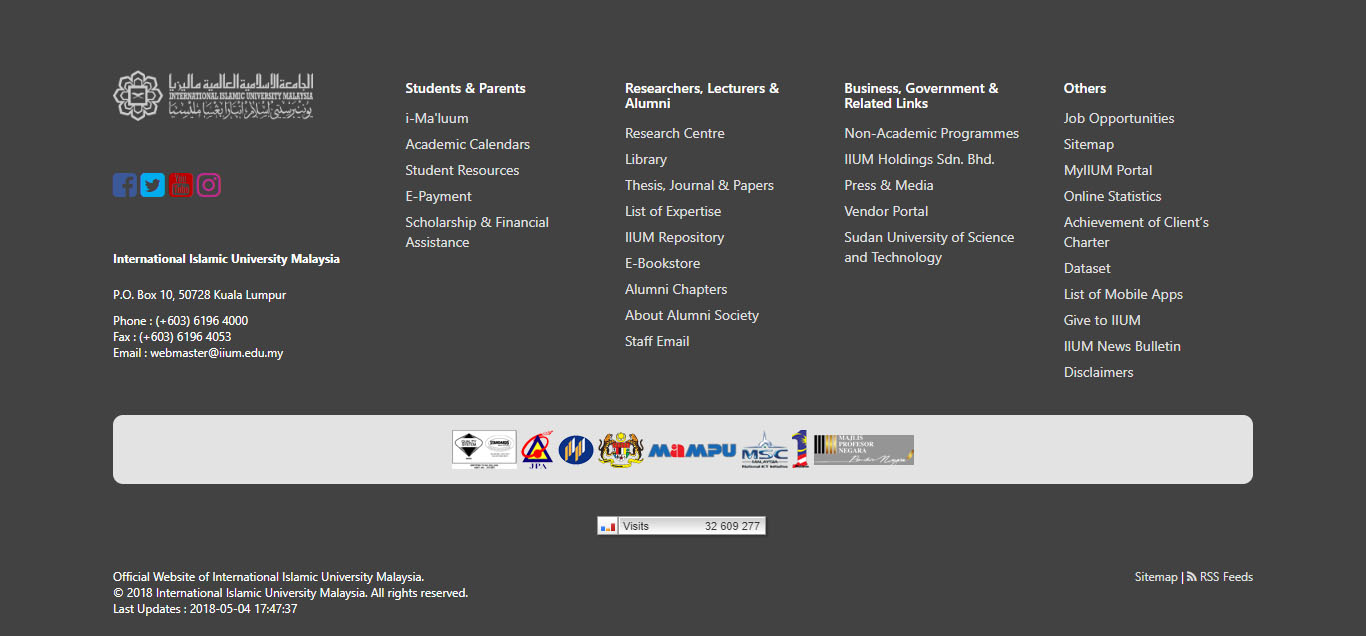 الجامعة الإسلامية العالمية ماليزيا
INTERNATIONAL ISLAMIC UNIVERSITY MALAYSIA
International Islamic University Malaysia
P.O. Box 10, 50728 Kuala Lumpur
Phone : (+603) 6196 4000
Fax : (+603) 6196 4053
Email : webmaster@iium.edu.my
Students & Parents
i-Ma'luum
Academic Calendars
Student Resources
E-Payment
Scholarship & Financial
Assistance
Researchers, Lecturers &
Alumni
Research Centre
Library
Thesis, Journal & Papers
List of Expertise
IIUM Repository
E-Bookstore
Alumni Chapters
About Alumni Society
Staff Email
Business, Government &
Related Links
Non-Academic Programmes
IIUM Holdings Sdn. Bhd.
Press & Media
Vendor Portal
Sudan University of Science
and Technology
Others
Job Opportunities
Sitemap
MyIIUM Portal
Online Statistics
Achievement of Client's
Charter
Dataset
List of Mobile Apps
Give to IIUM
IIUM News Bulletin
Disclaimers
JPA
MAMPU
MSC
MALAYSIA
1
MAJLIS
PROFESOR
NEGARA
Visits 32 609 277
Official Website of International Islamic University Malaysia.
© 2018 International Islamic University Malaysia. All rights reserved.
Last Updates : 2018-05-04 17:47:37
Sitemap | RSS Feeds